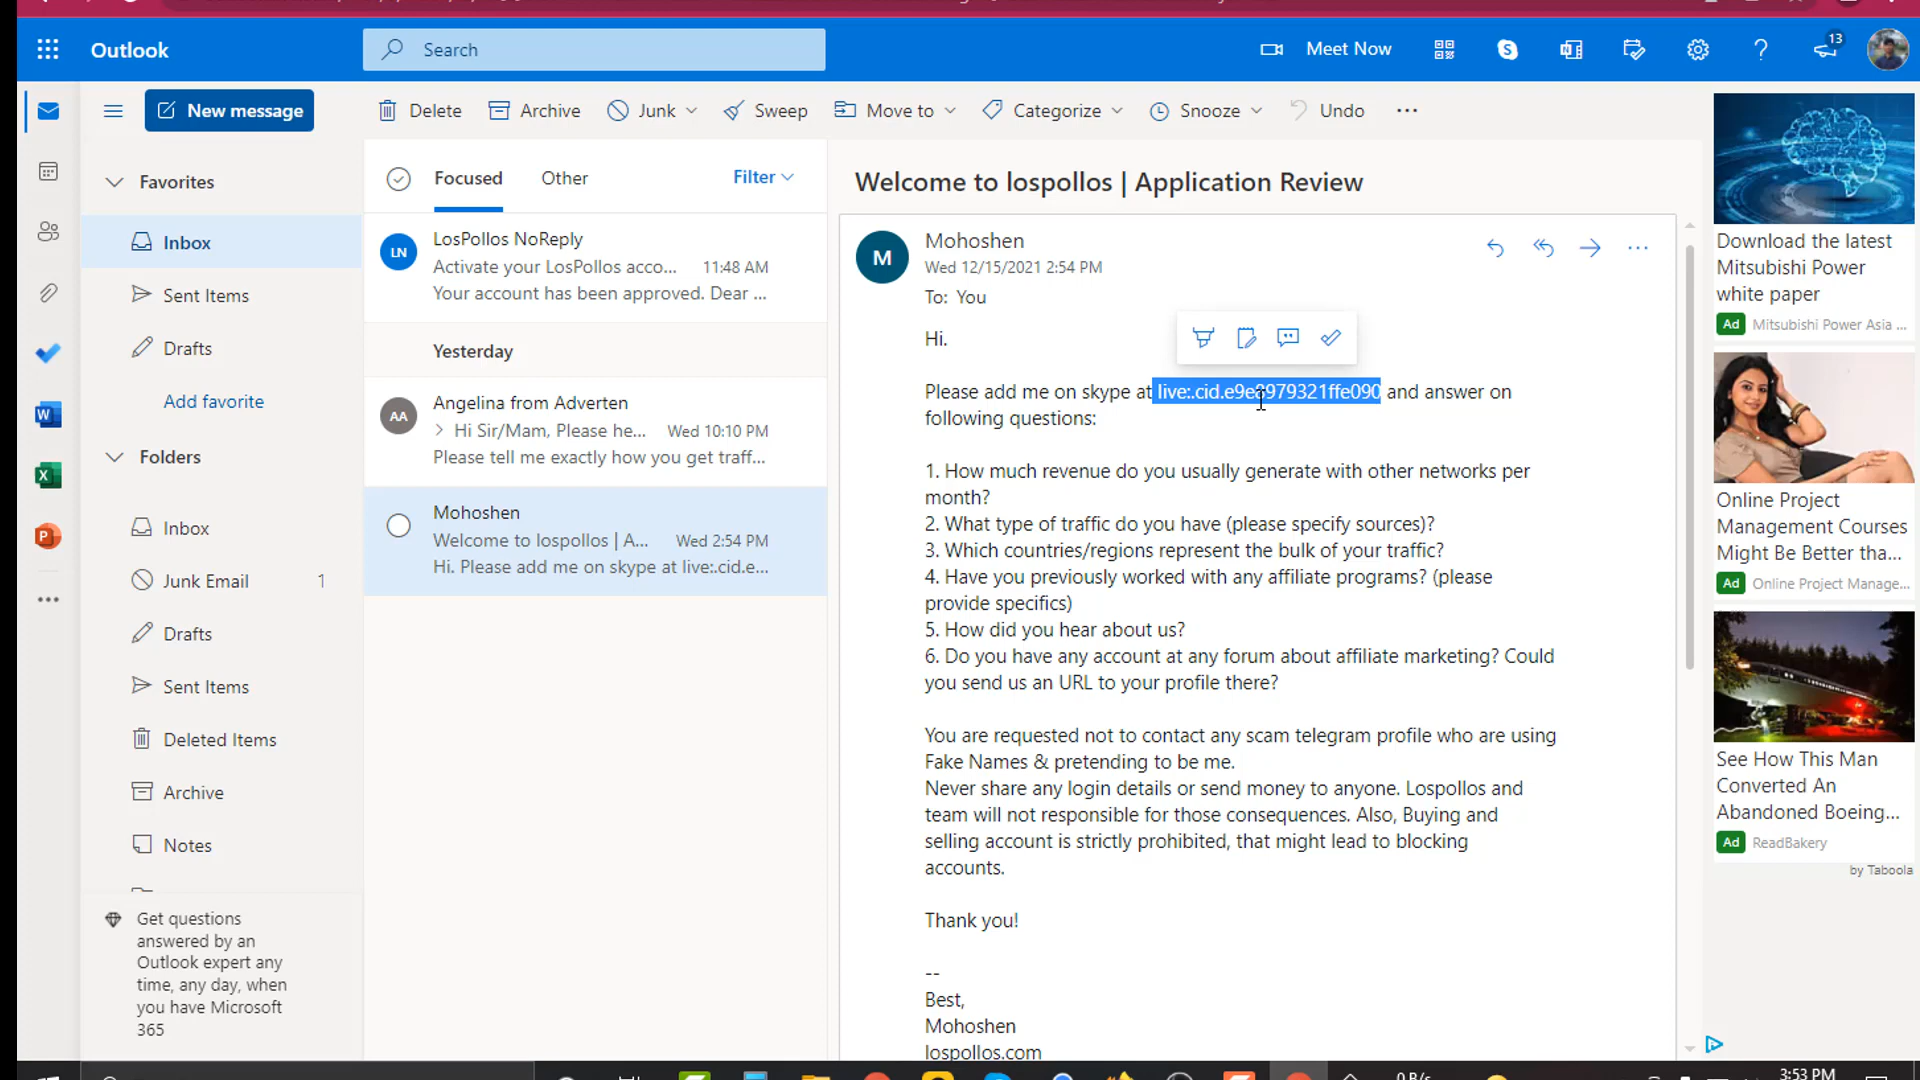 Outlook
Search
Meet Now
13
New message
Delete
Archive
Junk
Sweep
Move to
Categorize
Snooze
Undo
Favorites
Inbox
Sent Items
Drafts
Add favorite
Folders
Inbox
Junk Email 1
Drafts
Sent Items
Deleted Items
Archive
Notes
Get questions
answered by an
Outlook expert any
time, any day, when
you have Microsoft
365
Focused
Other
Filter
LN
LosPollos NoReply
Activate your LosPollos acco... 11:48 AM
Your account has been approved. Dear ...
Yesterday
AA
Angelina from Adverten
Hi Sir/Mam, Please he... Wed 10:10 PM
Please tell me exactly how you get traff...
Mohoshen
Welcome to lospollos | A... Wed 2:54 PM
Hi. Please add me on skype at live:.cid.e...
Welcome to lospollos | Application Review
M
Mohoshen
Wed 12/15/2021 2:54 PM
To: You
Hi.
Please add me on skype at live:.cid.e9e8979321ffe090 and answer on
following questions:
1. How much revenue do you usually generate with other networks per
month?
2. What type of traffic do you have (please specify sources)?
3. Which countries/regions represent the bulk of your traffic?
4. Have you previously worked with any affiliate programs? (please
provide specifics)
5. How did you hear about us?
6. Do you have any account at any forum about affiliate marketing? Could
you send us an URL to your profile there?
You are requested not to contact any scam telegram profile who are using
Fake Names & pretending to be me.
Never share any login details or send money to anyone. Lospollos and
team will not responsible for those consequences. Also, Buying and
selling account is strictly prohibited, that might lead to blocking
accounts.
Thank you!
--
Best,
Mohoshen
lospollos.com
Download the latest
Mitsubishi Power
white paper
Ad Mitsubishi Power Asia ...
Online Project
Management Courses
Might Be Better tha...
Ad Online Project Manage...
See How This Man
Converted An
Abandoned Boeing...
Ad ReadBakery
by Taboola
3:53 PM